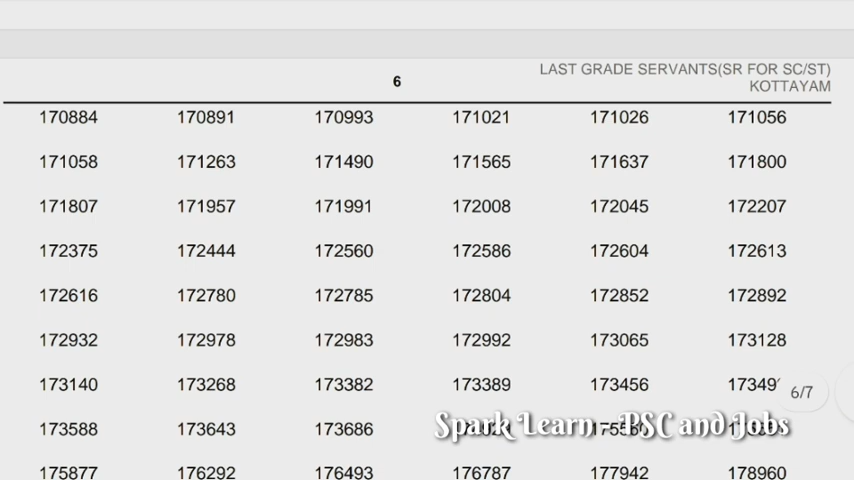 LAST GRADE SERVANTS(SR FOR SC/ST)
6
KOTTAYAM
170884 170891 170993 171021 171026 171056
171058 171263 171490 171565 171637 171800
171807 171957 171991 172008 172045 172207
172375 172444 172560 172586 172604 172613
172616 172780 172785 172804 172852 172892
172932 172978 172983 172992 173065 173128
173140 173268 173382 173389 173456
6/7
173588 173643 173686
Spark Learn - PSC and Jobs
175877 176292 176493 176787 177942 178960